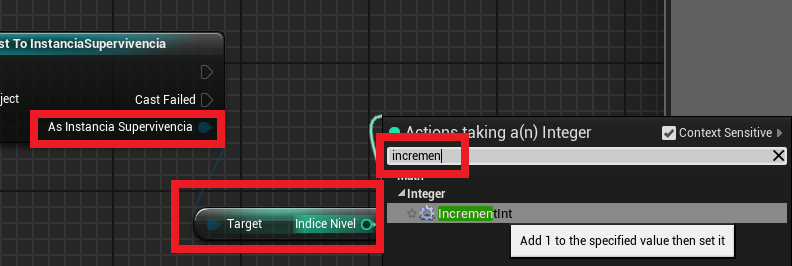 st To InstanciaSupervivencia
ject
Cast Failed
As Instancia Supervivencia
Actions taking a(n) Integer
Context Sensitive
incremen
Math
Integer
IncrementInt
Target
Indice Nivel
Add 1 to the specified value then set it